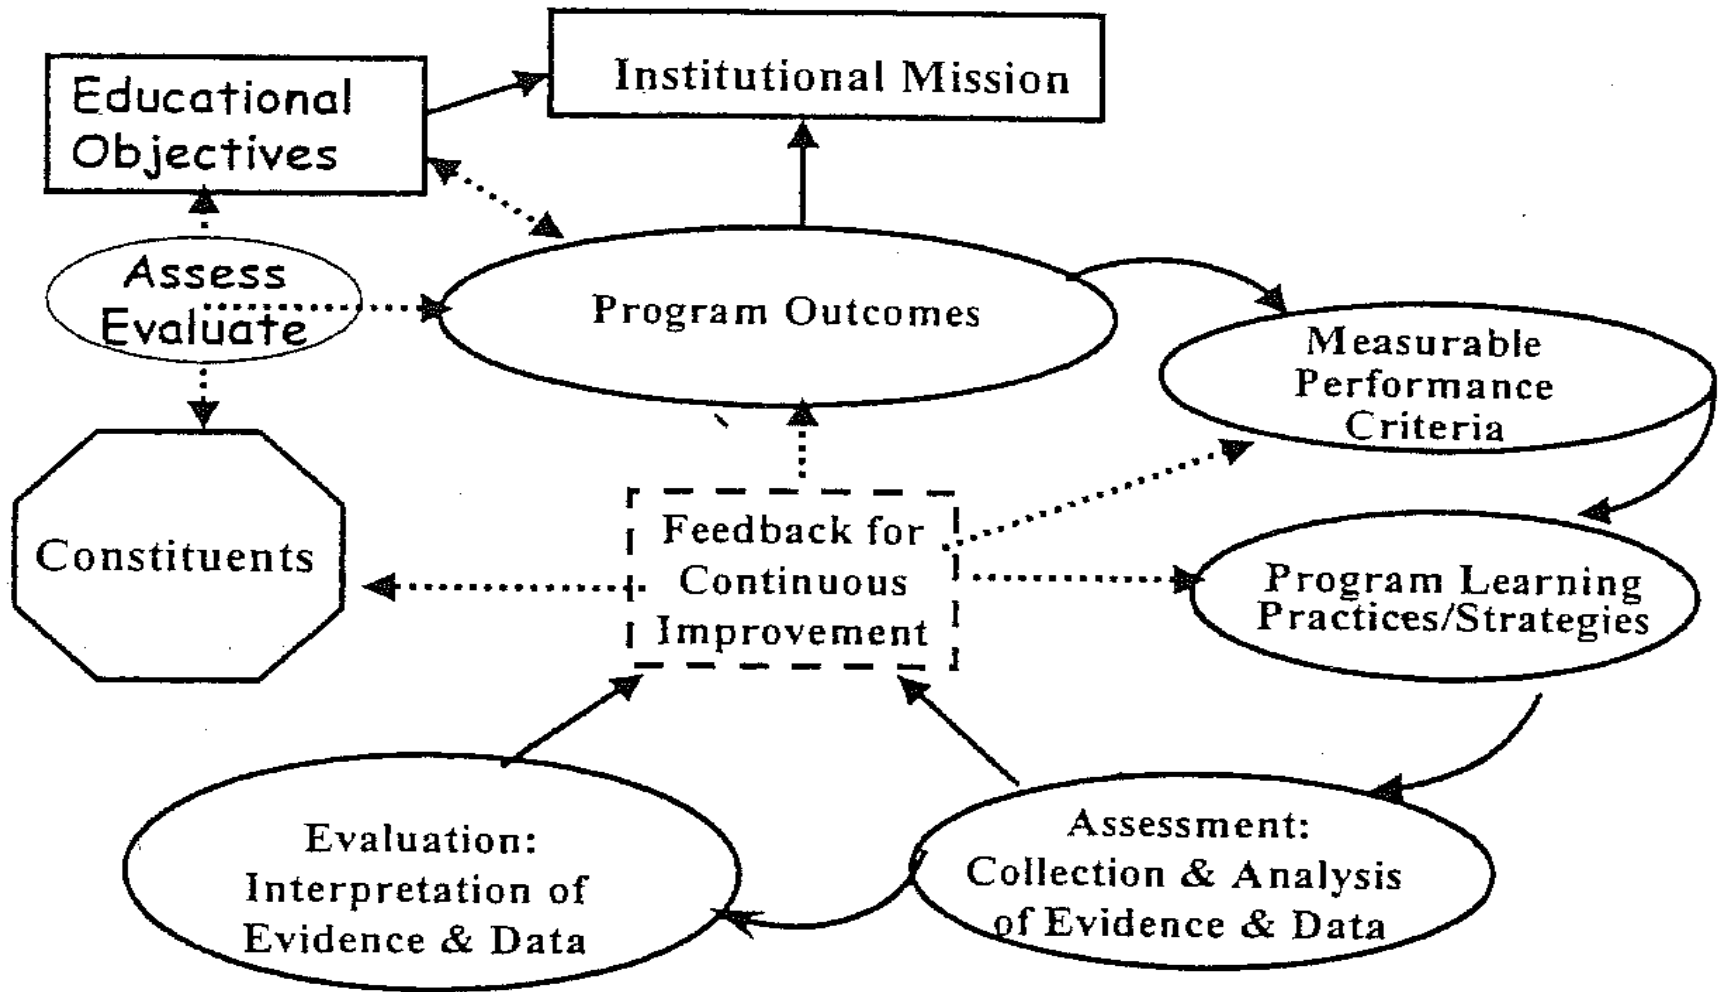 Institutional Mission
Educational
Objectives
Assess
Evaluate
Program Outcomes
Measurable
Performance
Criteria
Feedback for
Continuous
Improvement
Constituents
Program Learning
Practices/Strategies
Evaluation:
Interpretation of
Evidence & Data
Assessment:
Collection & Analysis
of Evidence & Data